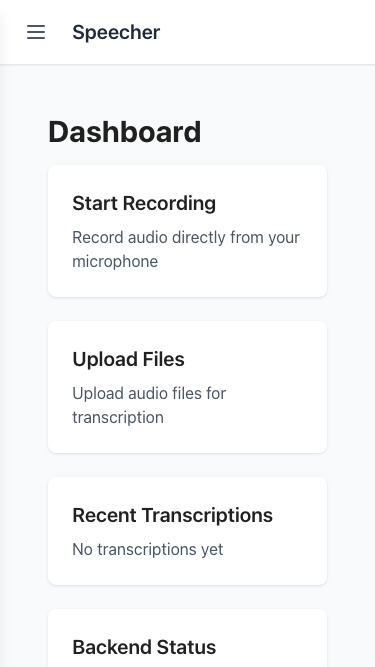 Speecher
Dashboard
Start Recording
Record audio directly from your
microphone
Upload Files
Upload audio files for
transcription
Recent Transcriptions
No transcriptions yet
Backend Status